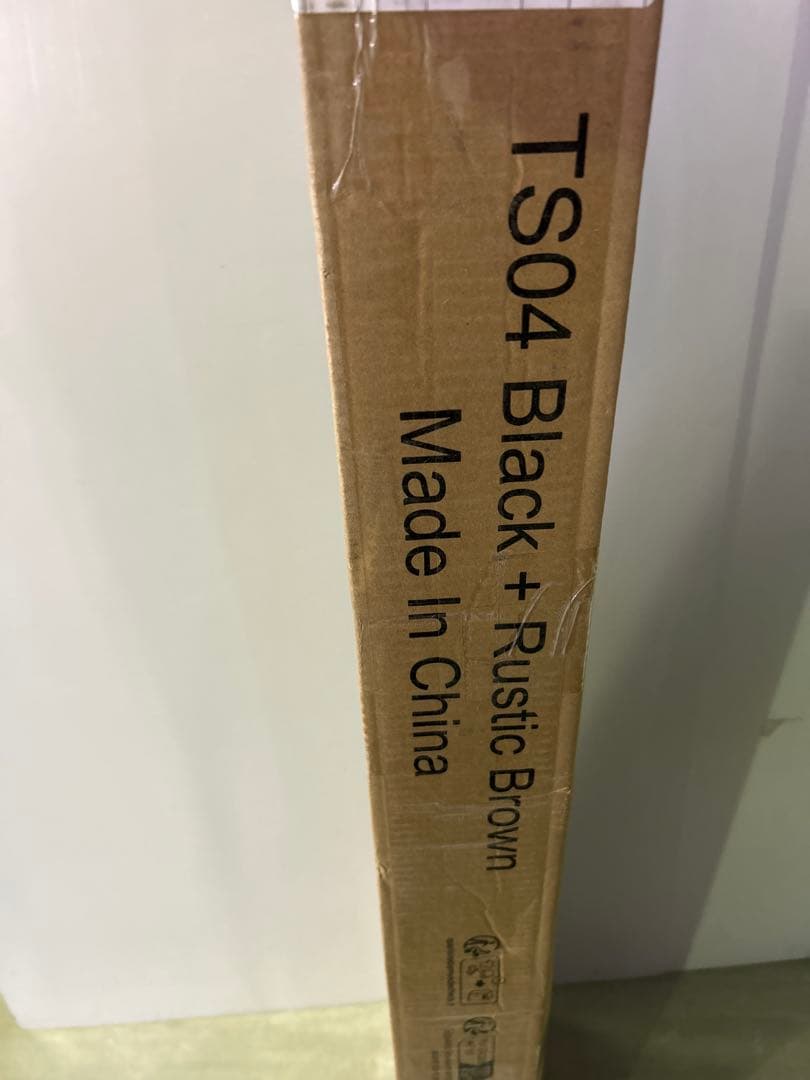 TS04 Black + Rustic Brown
Made In China